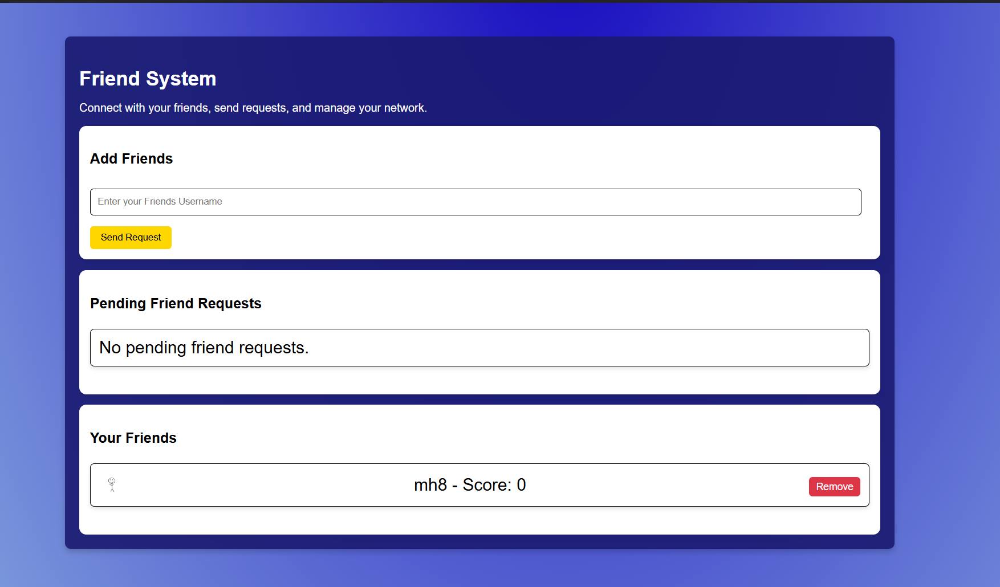 Friend System
Connect with your friends, send requests, and manage your network.
Add Friends
Enter your Friends Username
Send Request
Pending Friend Requests
No pending friend requests.
Your Friends
mh8 - Score: 0
Remove